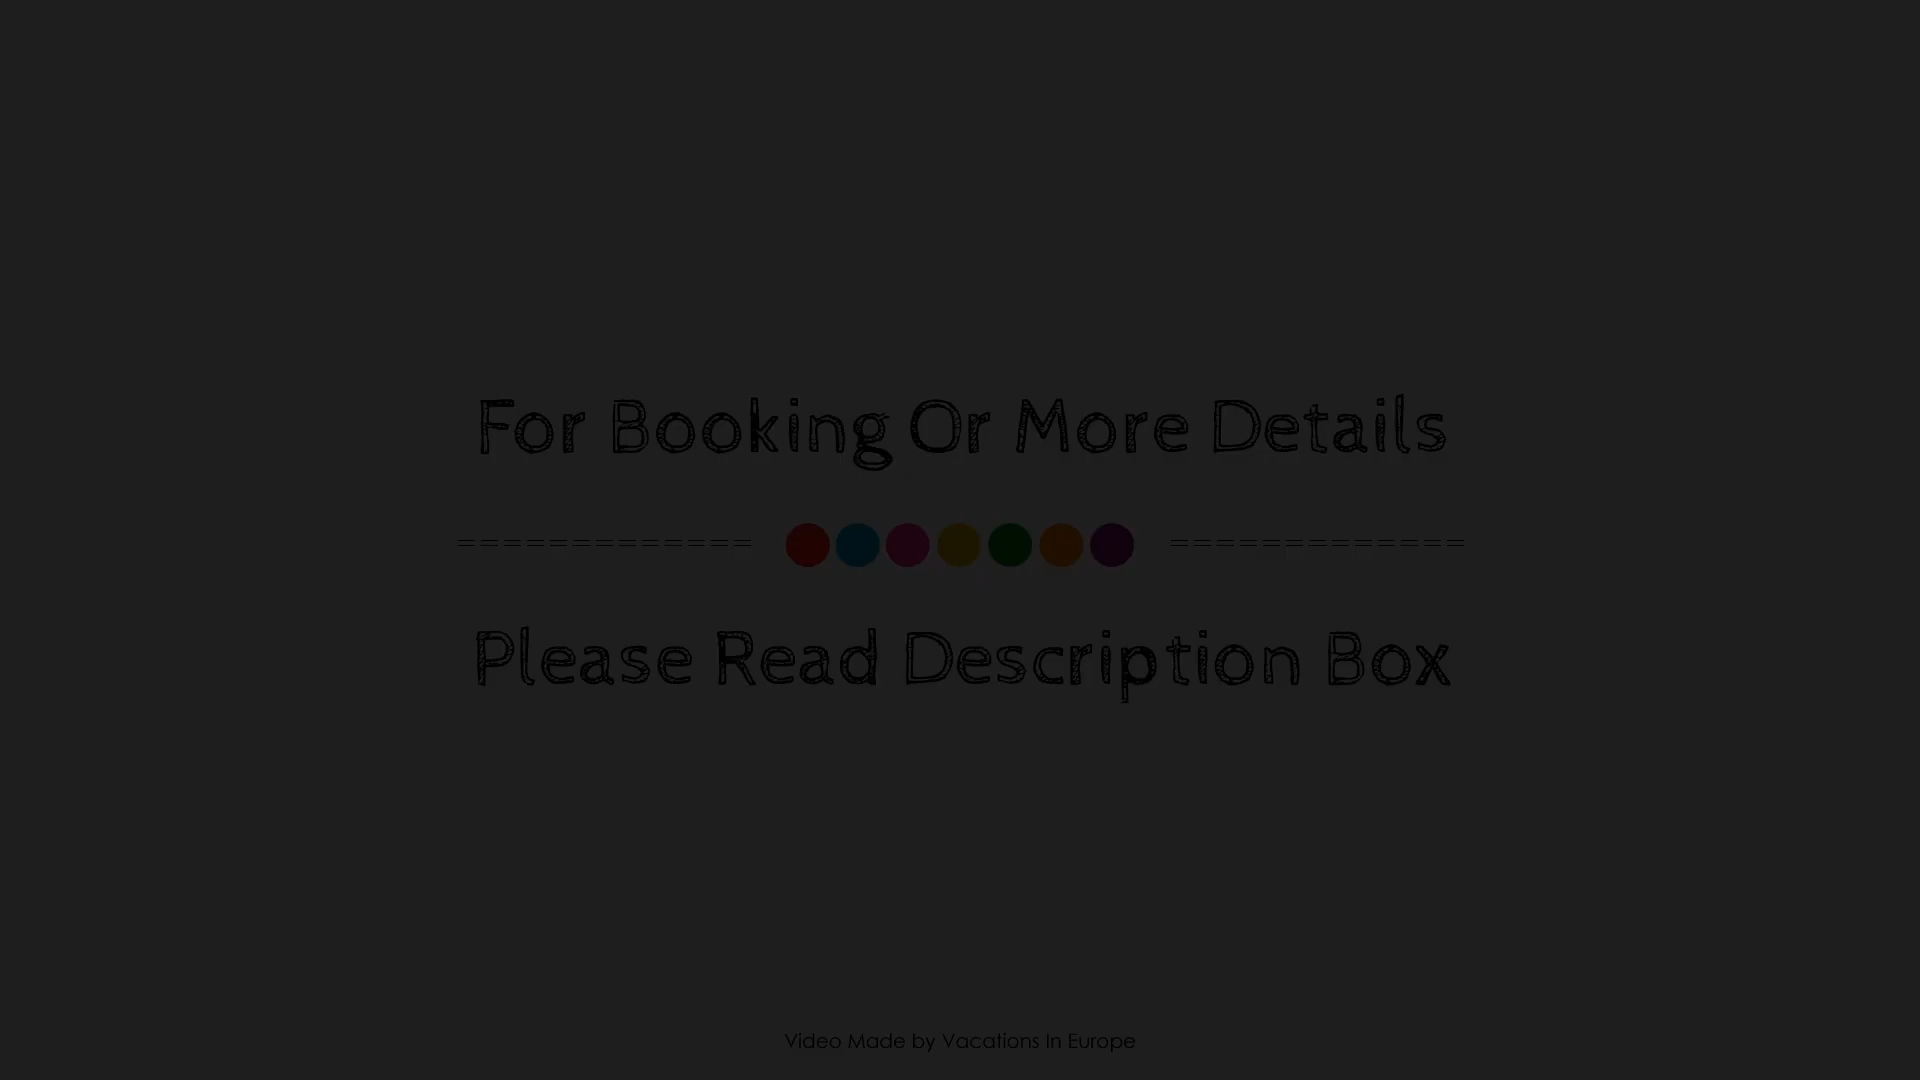 For Booking Or More Details
============= =============
Please Read Description Box
Video Made by Vacations In Europe